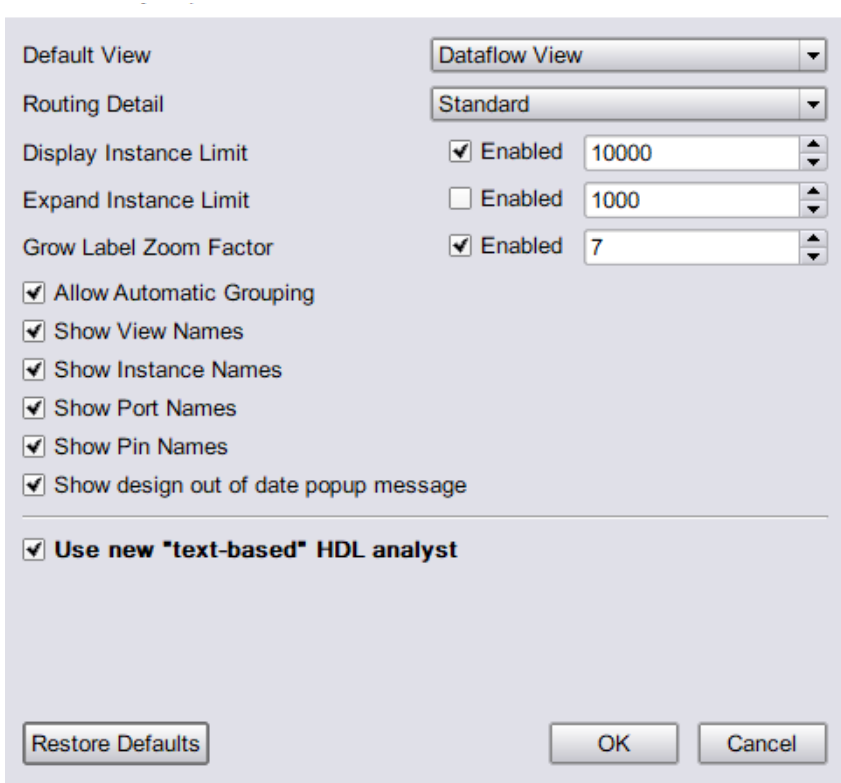 Default View Dataflow View
Routing Detail Standard
Display Instance Limit Enabled 10000
Expand Instance Limit Enabled 1000
Grow Label Zoom Factor Enabled 7
Allow Automatic Grouping
Show View Names
Show Instance Names
Show Port Names
Show Pin Names
Show design out of date popup message
Use new "text-based" HDL analyst
Restore Defaults OK Cancel